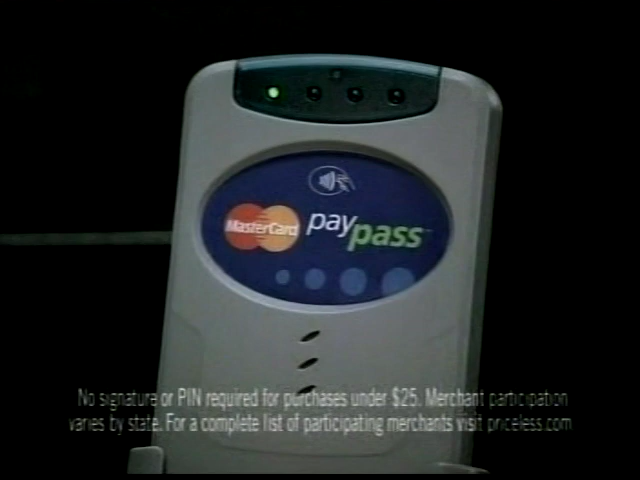 MasterCard
paypass™
No signature or PIN required for purchases under $25. Merchant participation
varies by state. For a complete list of participating merchants visit priceless.com